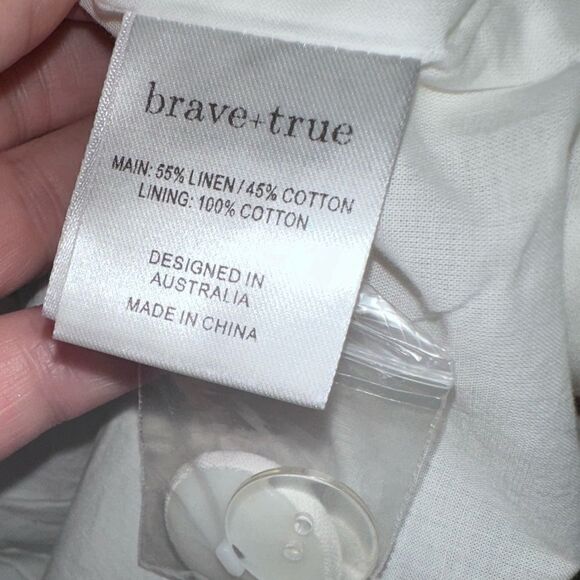 brave+true
MAIN: 55% LINEN / 45% COTTON
LINING: 100% COTTON
DESIGNED IN
AUSTRALIA
MADE IN CHINA